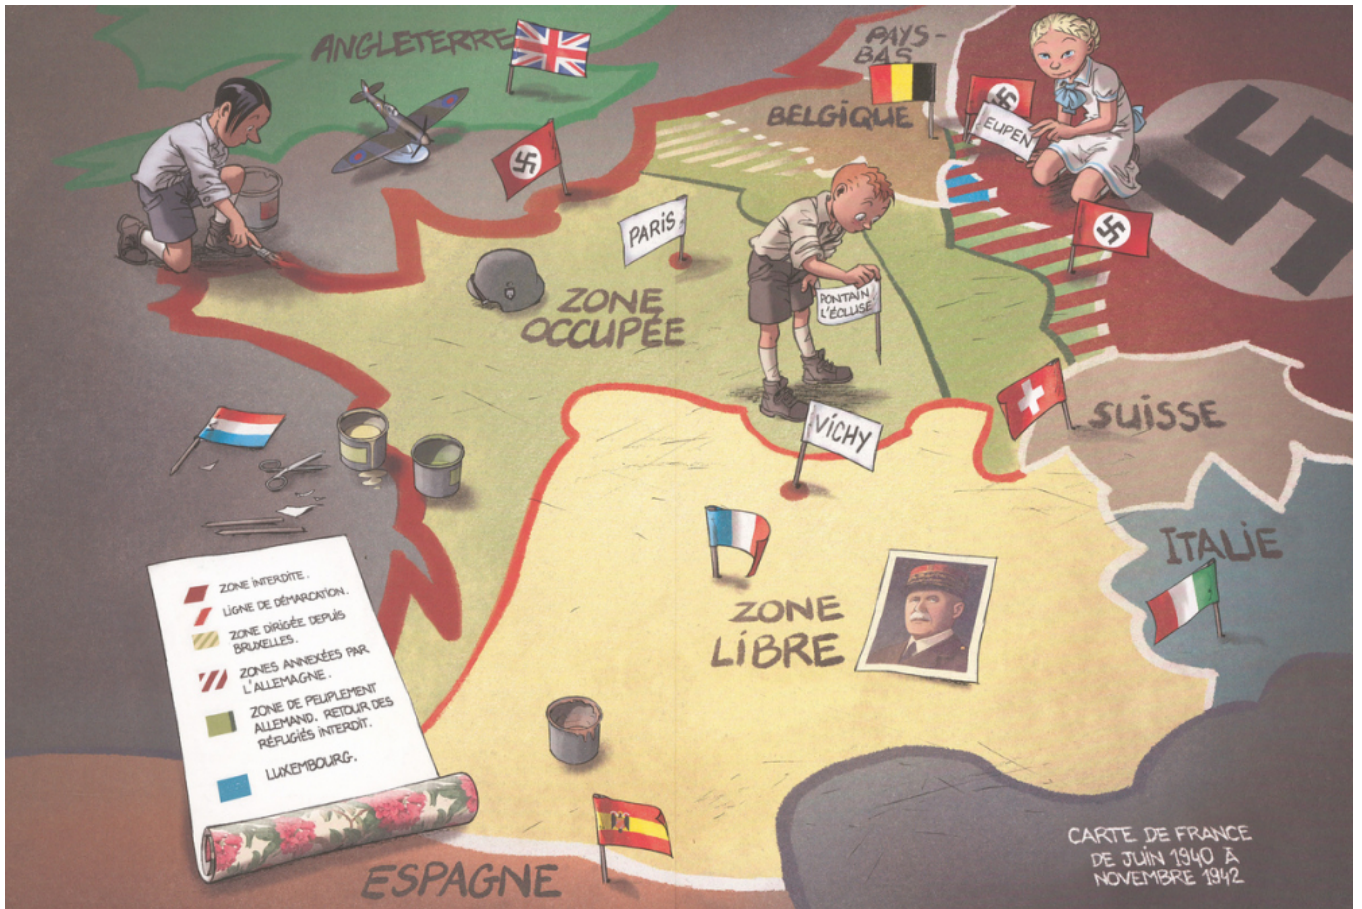 ANGLETERRE
PAYS-
BAS
BELGIQUE
EUPEN
PARIS
ZONE
OCCUPÉE
PONTAIN
L'ÉCLUSE
SUISSE
VICHY
ITALIE
ZONE
LIBRE
ZONE INTERDITE.
LIGNE DE DÉMARCATION.
ZONE DIRIGÉE DEPUIS
BRUXELLES.
ZONES ANNEXÉES PAR
L'ALLEMAGNE.
ZONE DE PEUPLEMENT
ALLEMAND. RETOUR DES
RÉFUGIÉS INTERDIT.
LUXEMBOURG.
ESPAGNE
CARTE DE FRANCE
DE JUIN 1940 À
NOVEMBRE 1942